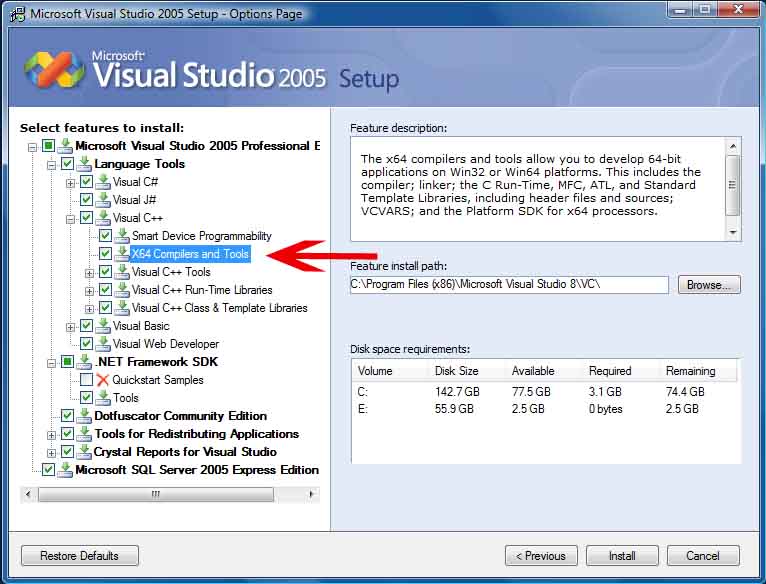 Microsoft Visual Studio 2005 Setup - Options Page
Microsoft®
Visual Studio 2005 Setup
Select features to install:
Microsoft Visual Studio 2005 Professional E
Language Tools
Visual C#
Visual J#
Visual C++
Smart Device Programmability
X64 Compilers and Tools
Visual C++ Tools
Visual C++ Run-Time Libraries
Visual C++ Class & Template Libraries
Visual Basic
Visual Web Developer
.NET Framework SDK
Quickstart Samples
Tools
Dotfuscator Community Edition
Tools for Redistributing Applications
Crystal Reports for Visual Studio
Microsoft SQL Server 2005 Express Edition
Feature description:
The x64 compilers and tools allow you to develop 64-bit
applications on Win32 or Win64 platforms. This includes the
compiler; linker; the C Run-Time, MFC, ATL, and Standard
Template Libraries, including header files and sources;
VCVARS; and the Platform SDK for x64 processors.
Feature install path:
C:\Program Files (x86)\Microsoft Visual Studio 8\VC\
Browse...
Disk space requirements:
Volume Disk Size Available Required Remaining
C: 142.7 GB 77.5 GB 3.1 GB 74.4 GB
E: 55.9 GB 2.5 GB 0 bytes 2.5 GB
Restore Defaults
< Previous
Install
Cancel